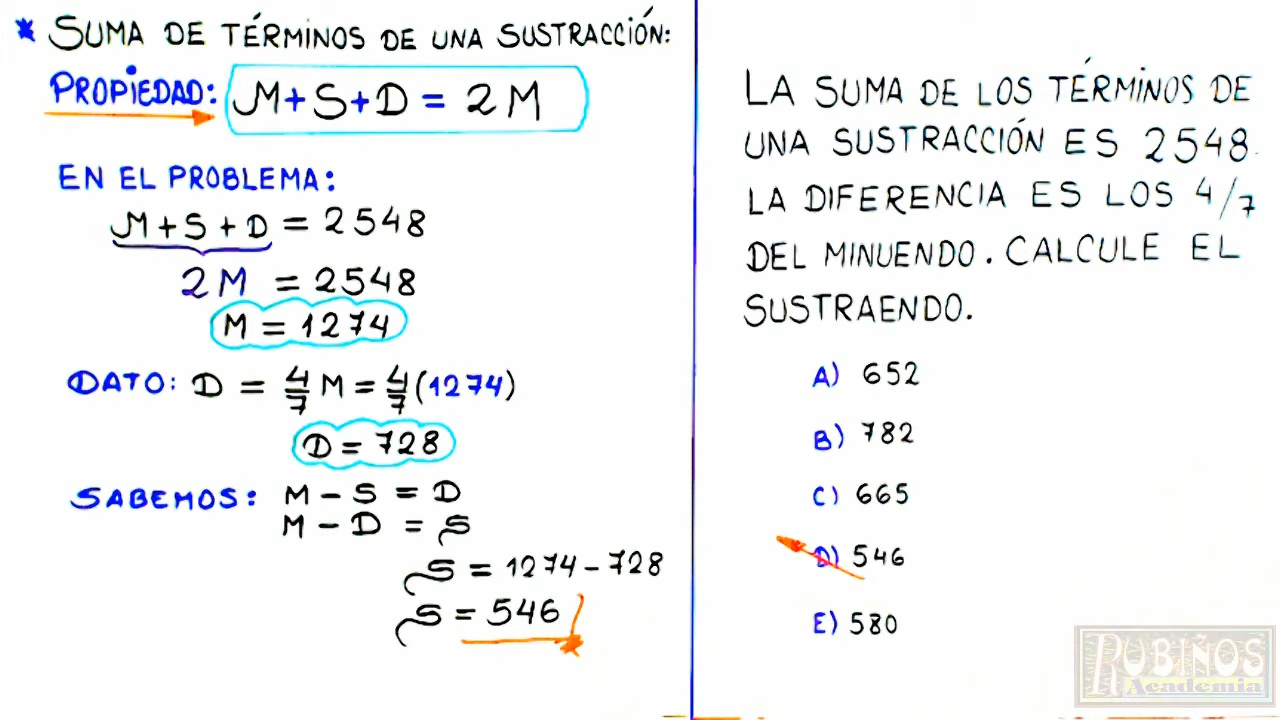 * SUMA DE TÉRMINOS DE UNA SUSTRACCIÓN:
PROPIEDAD: M+S+D = 2M
EN EL PROBLEMA:
M+S+D = 2548
2M = 2548
M = 1274
DATO: D = 4/7 M = 4/7 (1274)
D = 728
SABEMOS: M - S = D
M - D = S
S = 1274 - 728
S = 546
LA SUMA DE LOS TÉRMINOS DE
UNA SUSTRACCIÓN ES 2548.
LA DIFERENCIA ES LOS 4/7
DEL MINUENDO. CALCULE EL
SUSTRAENDO.
A) 652
B) 782
C) 665
D) 546
E) 580
RUBIÑOS
Academia